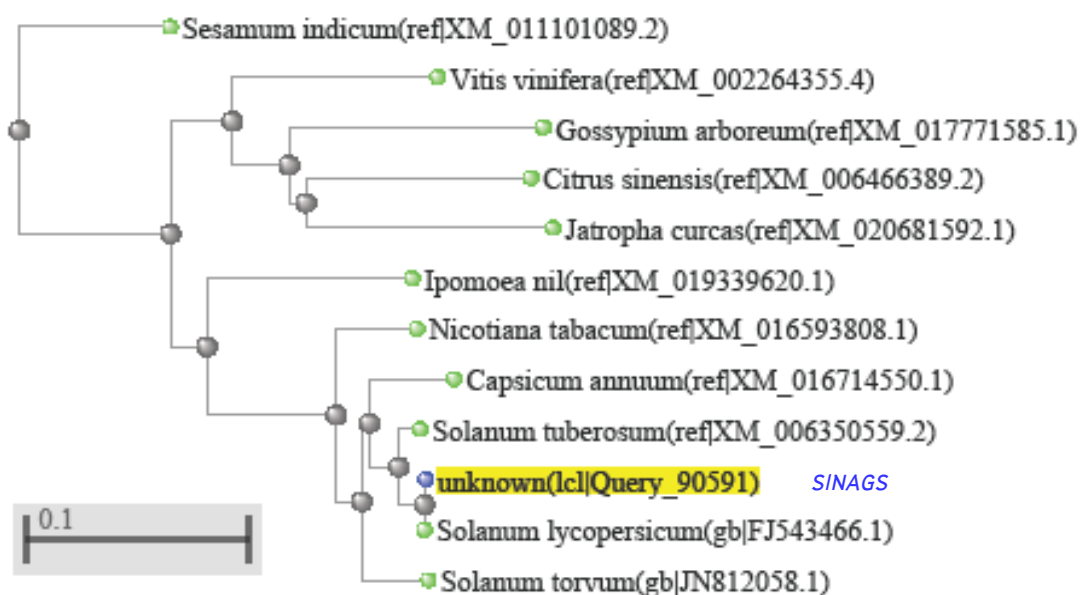 Sesamum indicum(ref|XM_011101089.2)
Vitis vinifera(ref|XM_002264355.4)
Gossypium arboreum(ref|XM_017771585.1)
Citrus sinensis(ref|XM_006466389.2)
Jatropha curcas(ref|XM_020681592.1)
Ipomoea nil(ref|XM_019339620.1)
Nicotiana tabacum(ref|XM_016593808.1)
Capsicum annuum(ref|XM_016714550.1)
Solanum tuberosum(ref|XM_006350559.2)
unknown(lcl|Query_90591) SINAGS
Solanum lycopersicum(gb|FJ543466.1)
Solanum torvum(gb|JN812058.1)
0.1